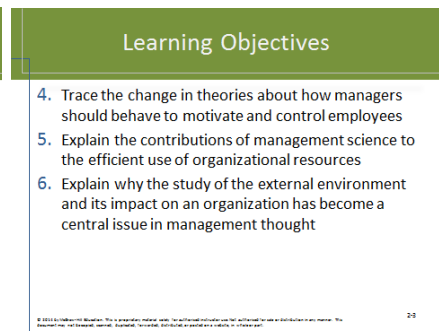 Learning Objectives
4. Trace the change in theories about how managers
should behave to motivate and control employees
5. Explain the contributions of management science to
the efficient use of organizational resources
6. Explain why the study of the external environment
and its impact on an organization has become a
central issue in management thought
2-3